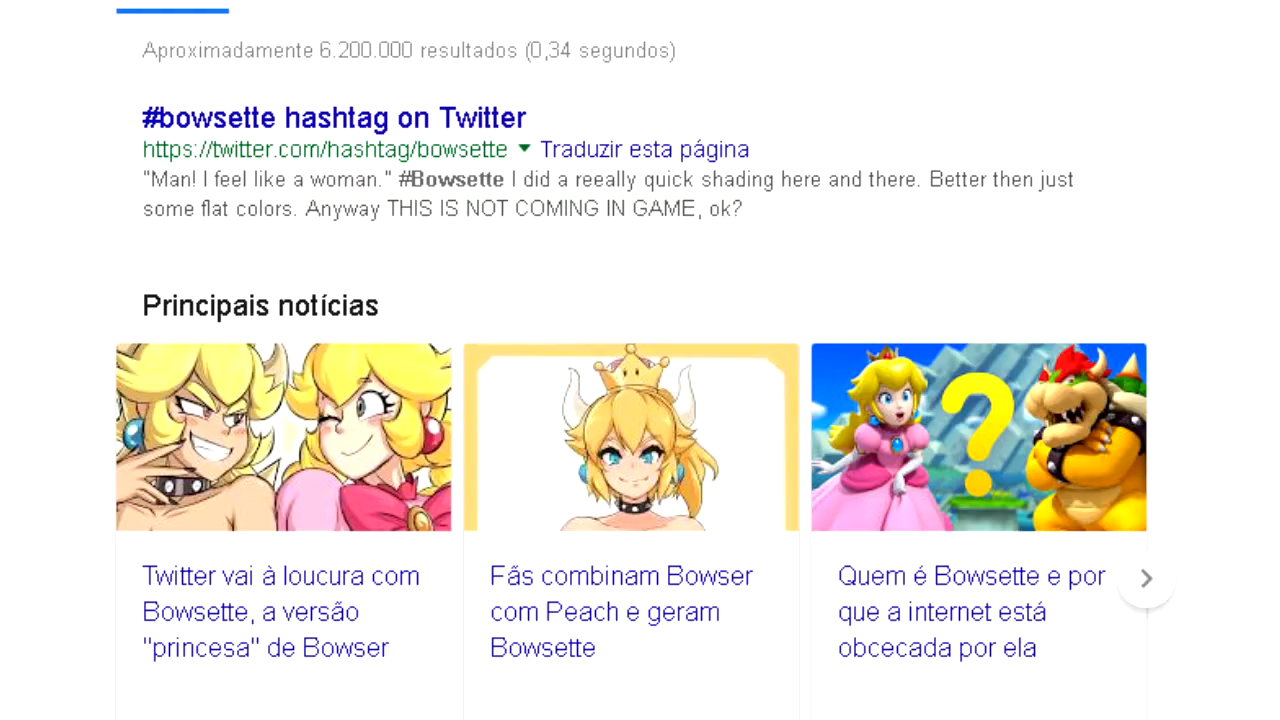 Aproximadamente 6.200.000 resultados (0,34 segundos)
#bowsette hashtag on Twitter
https://twitter.com/hashtag/bowsette Traduzir esta página
"Man! I feel like a woman." #Bowsette I did a reeally quick shading here and there. Better then just
some flat colors. Anyway THIS IS NOT COMING IN GAME, ok?
Principais notícias
?
Twitter vai à loucura com
Bowsette, a versão
"princesa" de Bowser
Fãs combinam Bowser
com Peach e geram
Bowsette
Quem é Bowsette e por
que a internet está
obcecada por ela